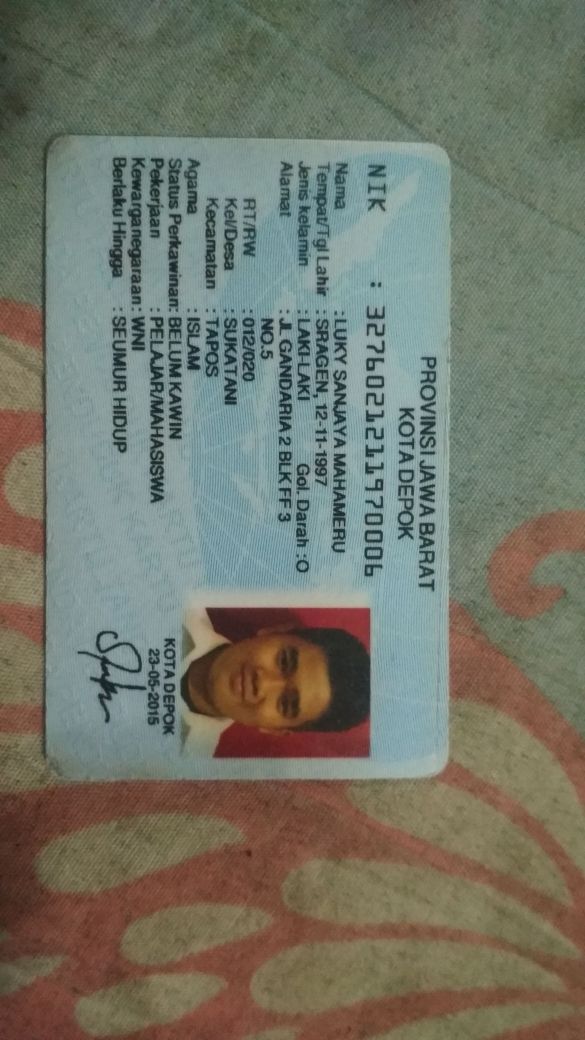 PROVINSI JAWA BARAT
KOTA DEPOK
NIK : 3276021211970006
Nama : LUKY SANJAYA MAHAMERU
Tempat/Tgl Lahir : SRAGEN, 12-11-1997
Jenis kelamin : LAKI-LAKI Gol. Darah : O
Alamat : JL GANDARIA 2 BLK FF 3
NO.5
RT/RW : 012/020
Kel/Desa : SUKATANI
Kecamatan : TAPOS
Agama : ISLAM
Status Perkawinan: BELUM KAWIN
Pekerjaan : PELAJAR/MAHASISWA
Kewarganegaraan: WNI
Berlaku Hingga : SEUMUR HIDUP
KOTA DEPOK
23-05-2015